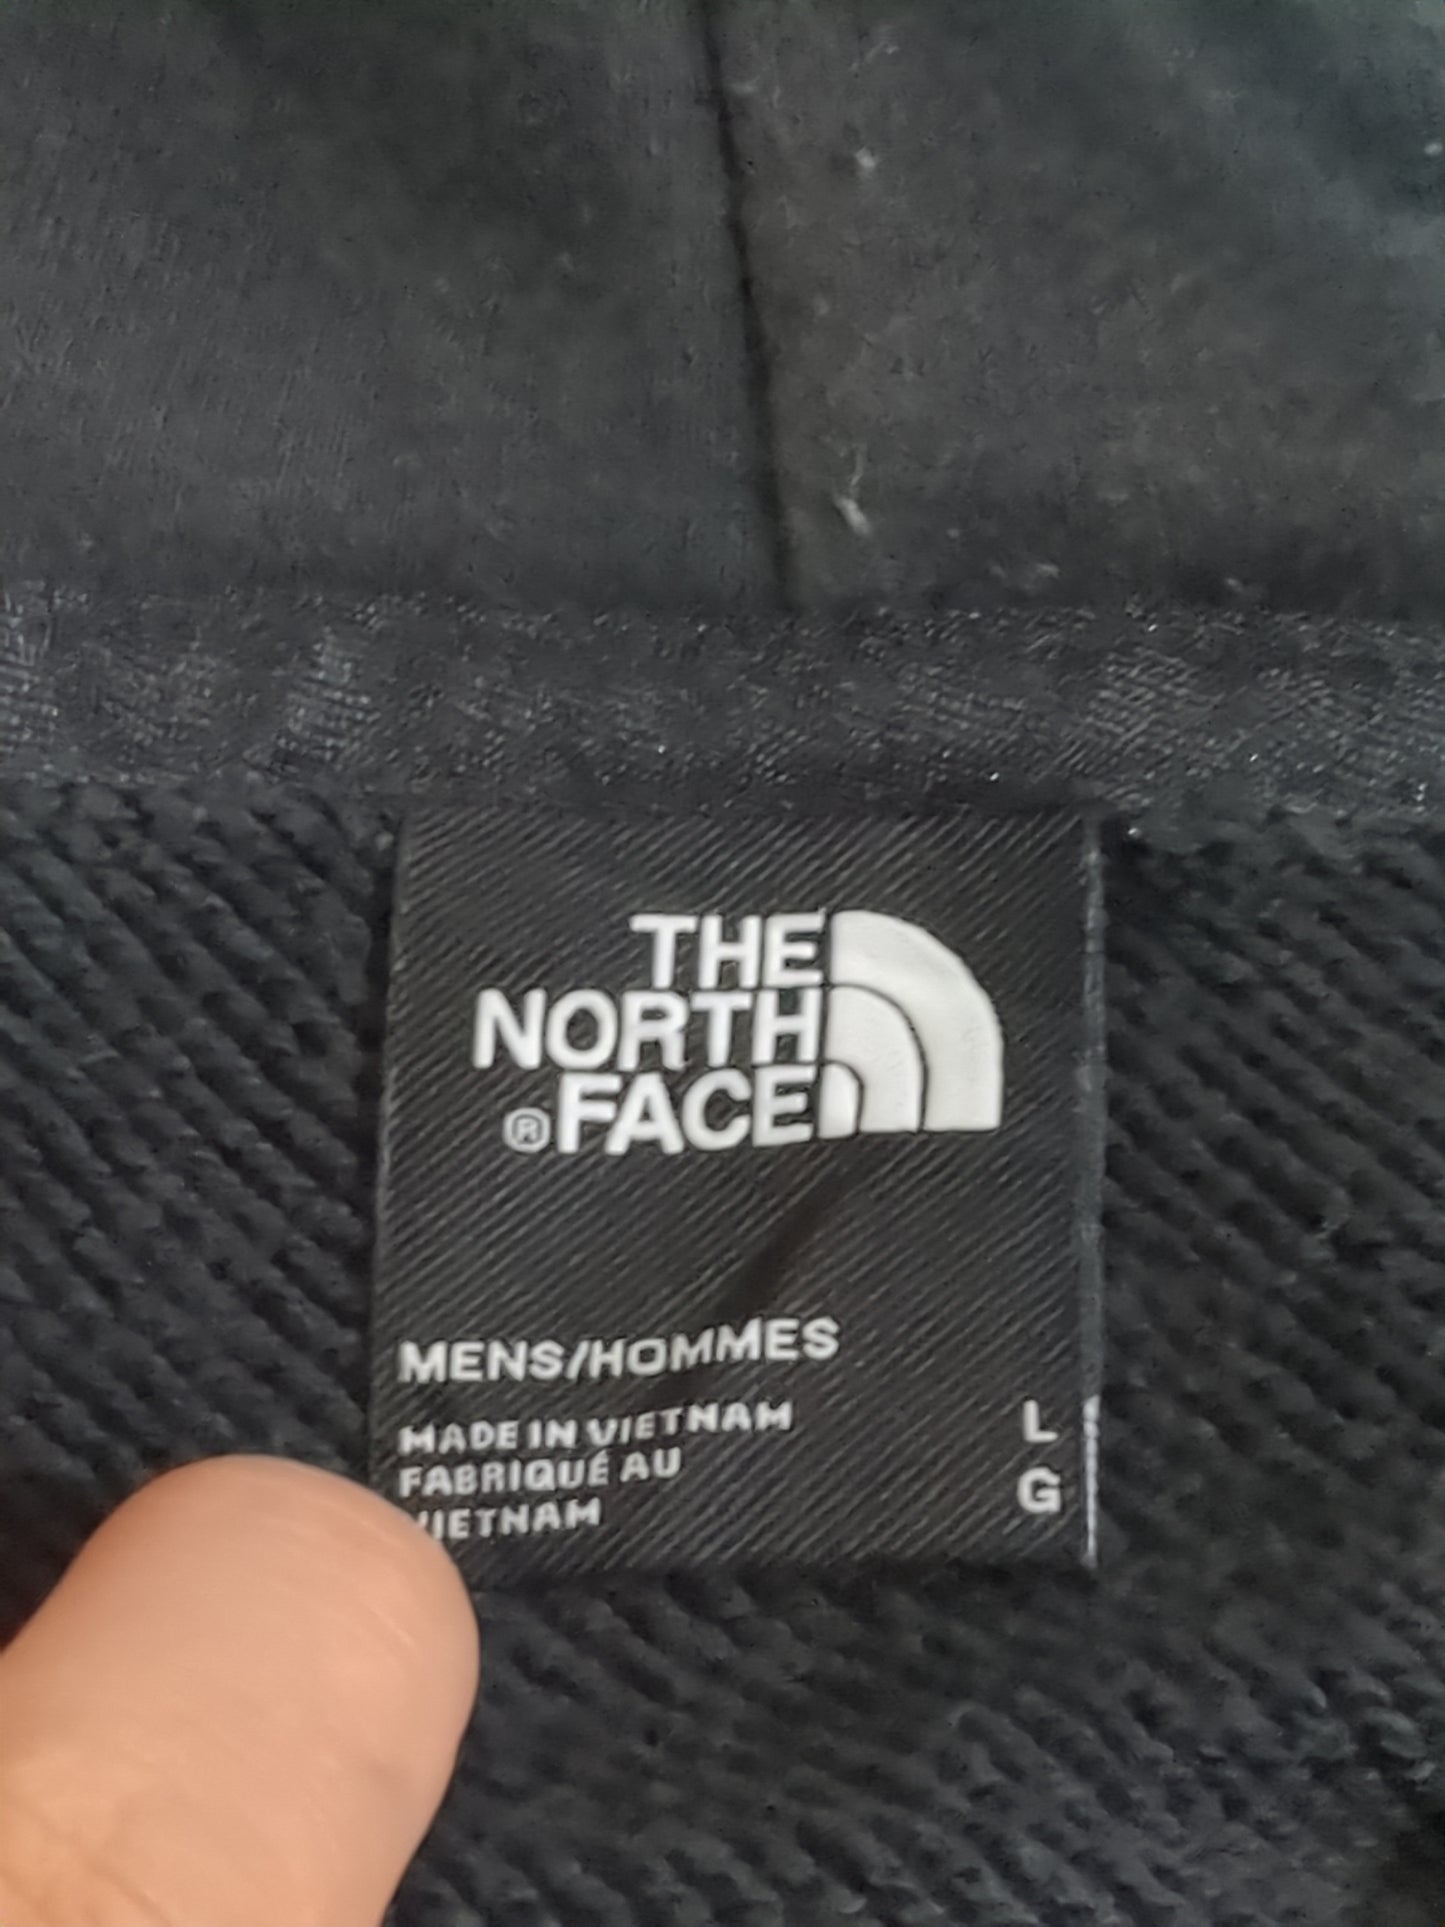 THE
NORTH
®FACE
MENS/HOMMES
MADE IN VIETNAM
FABRIQUÉ AU
VIETNAM
L
G